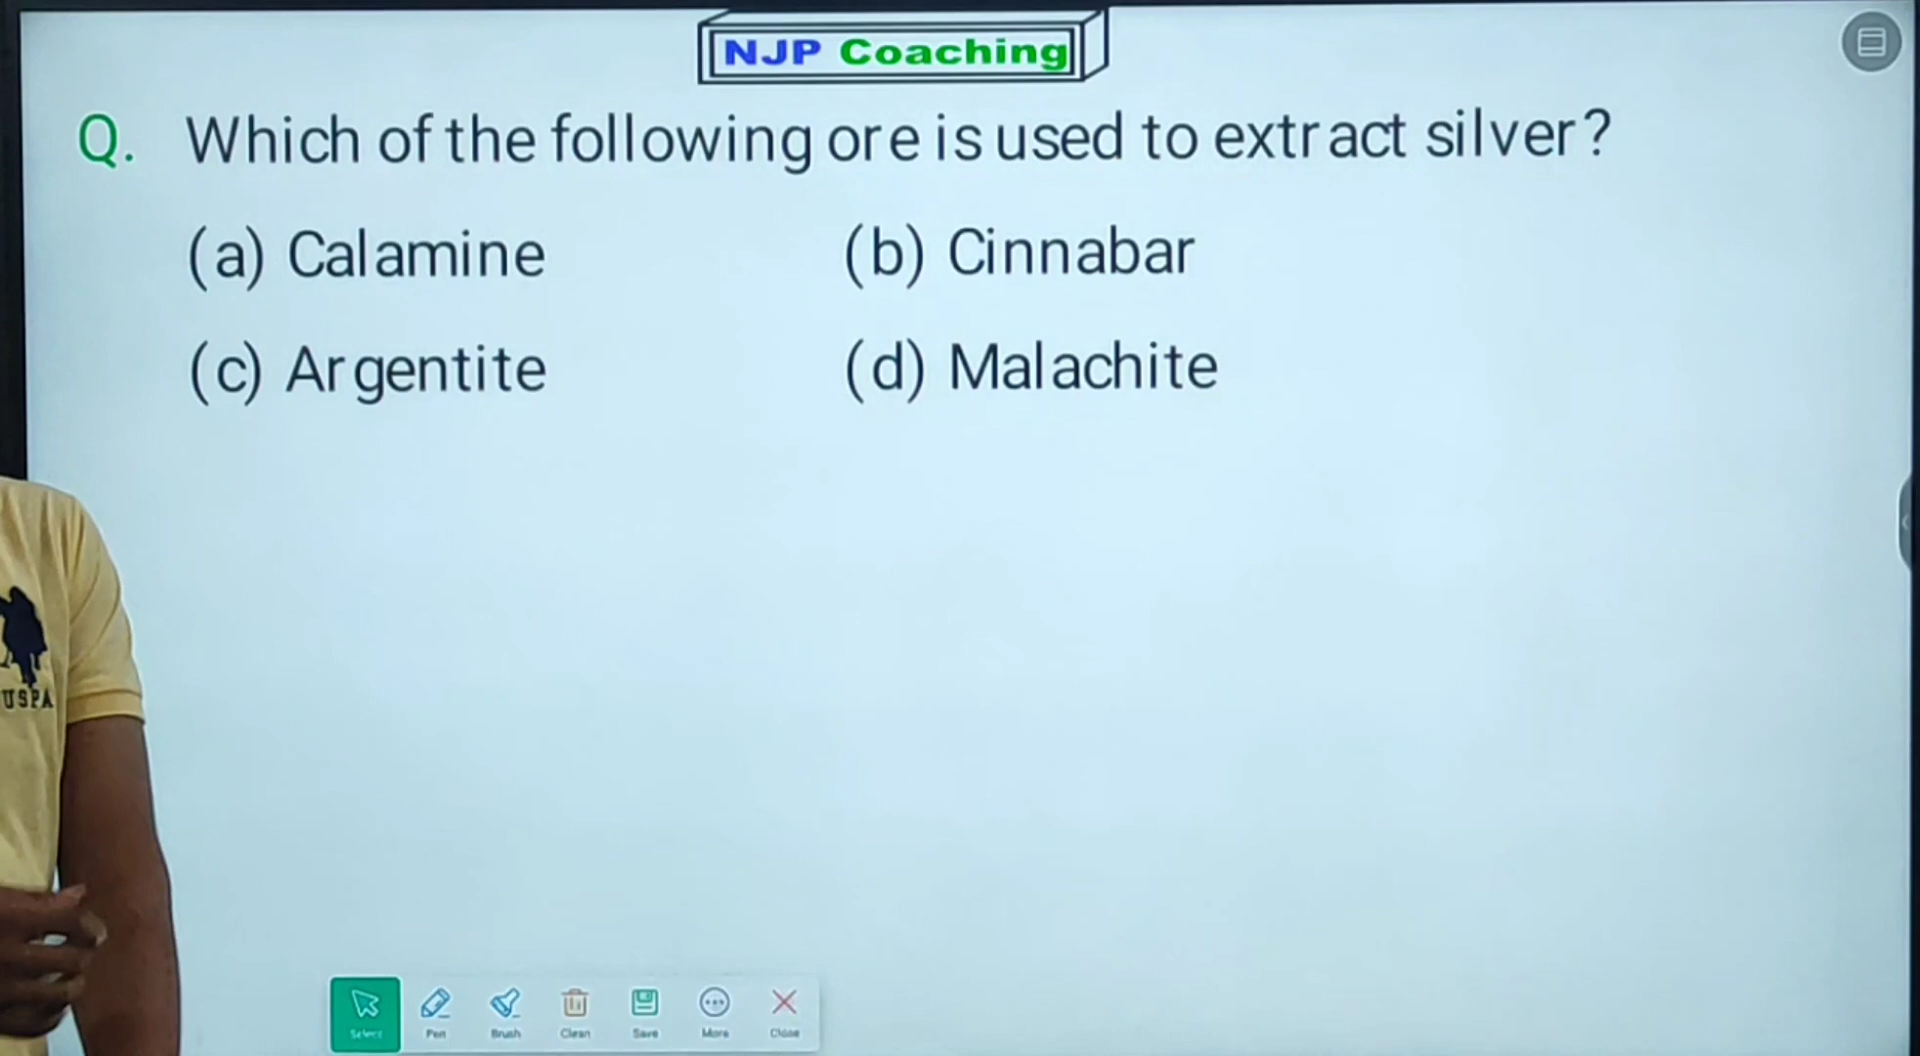 NJP Coaching
Q. Which of the following ore is used to extract silver?
(a) Calamine (b) Cinnabar
(c) Argentite (d) Malachite
USPA
Select Pen Brush Clean Save More Close